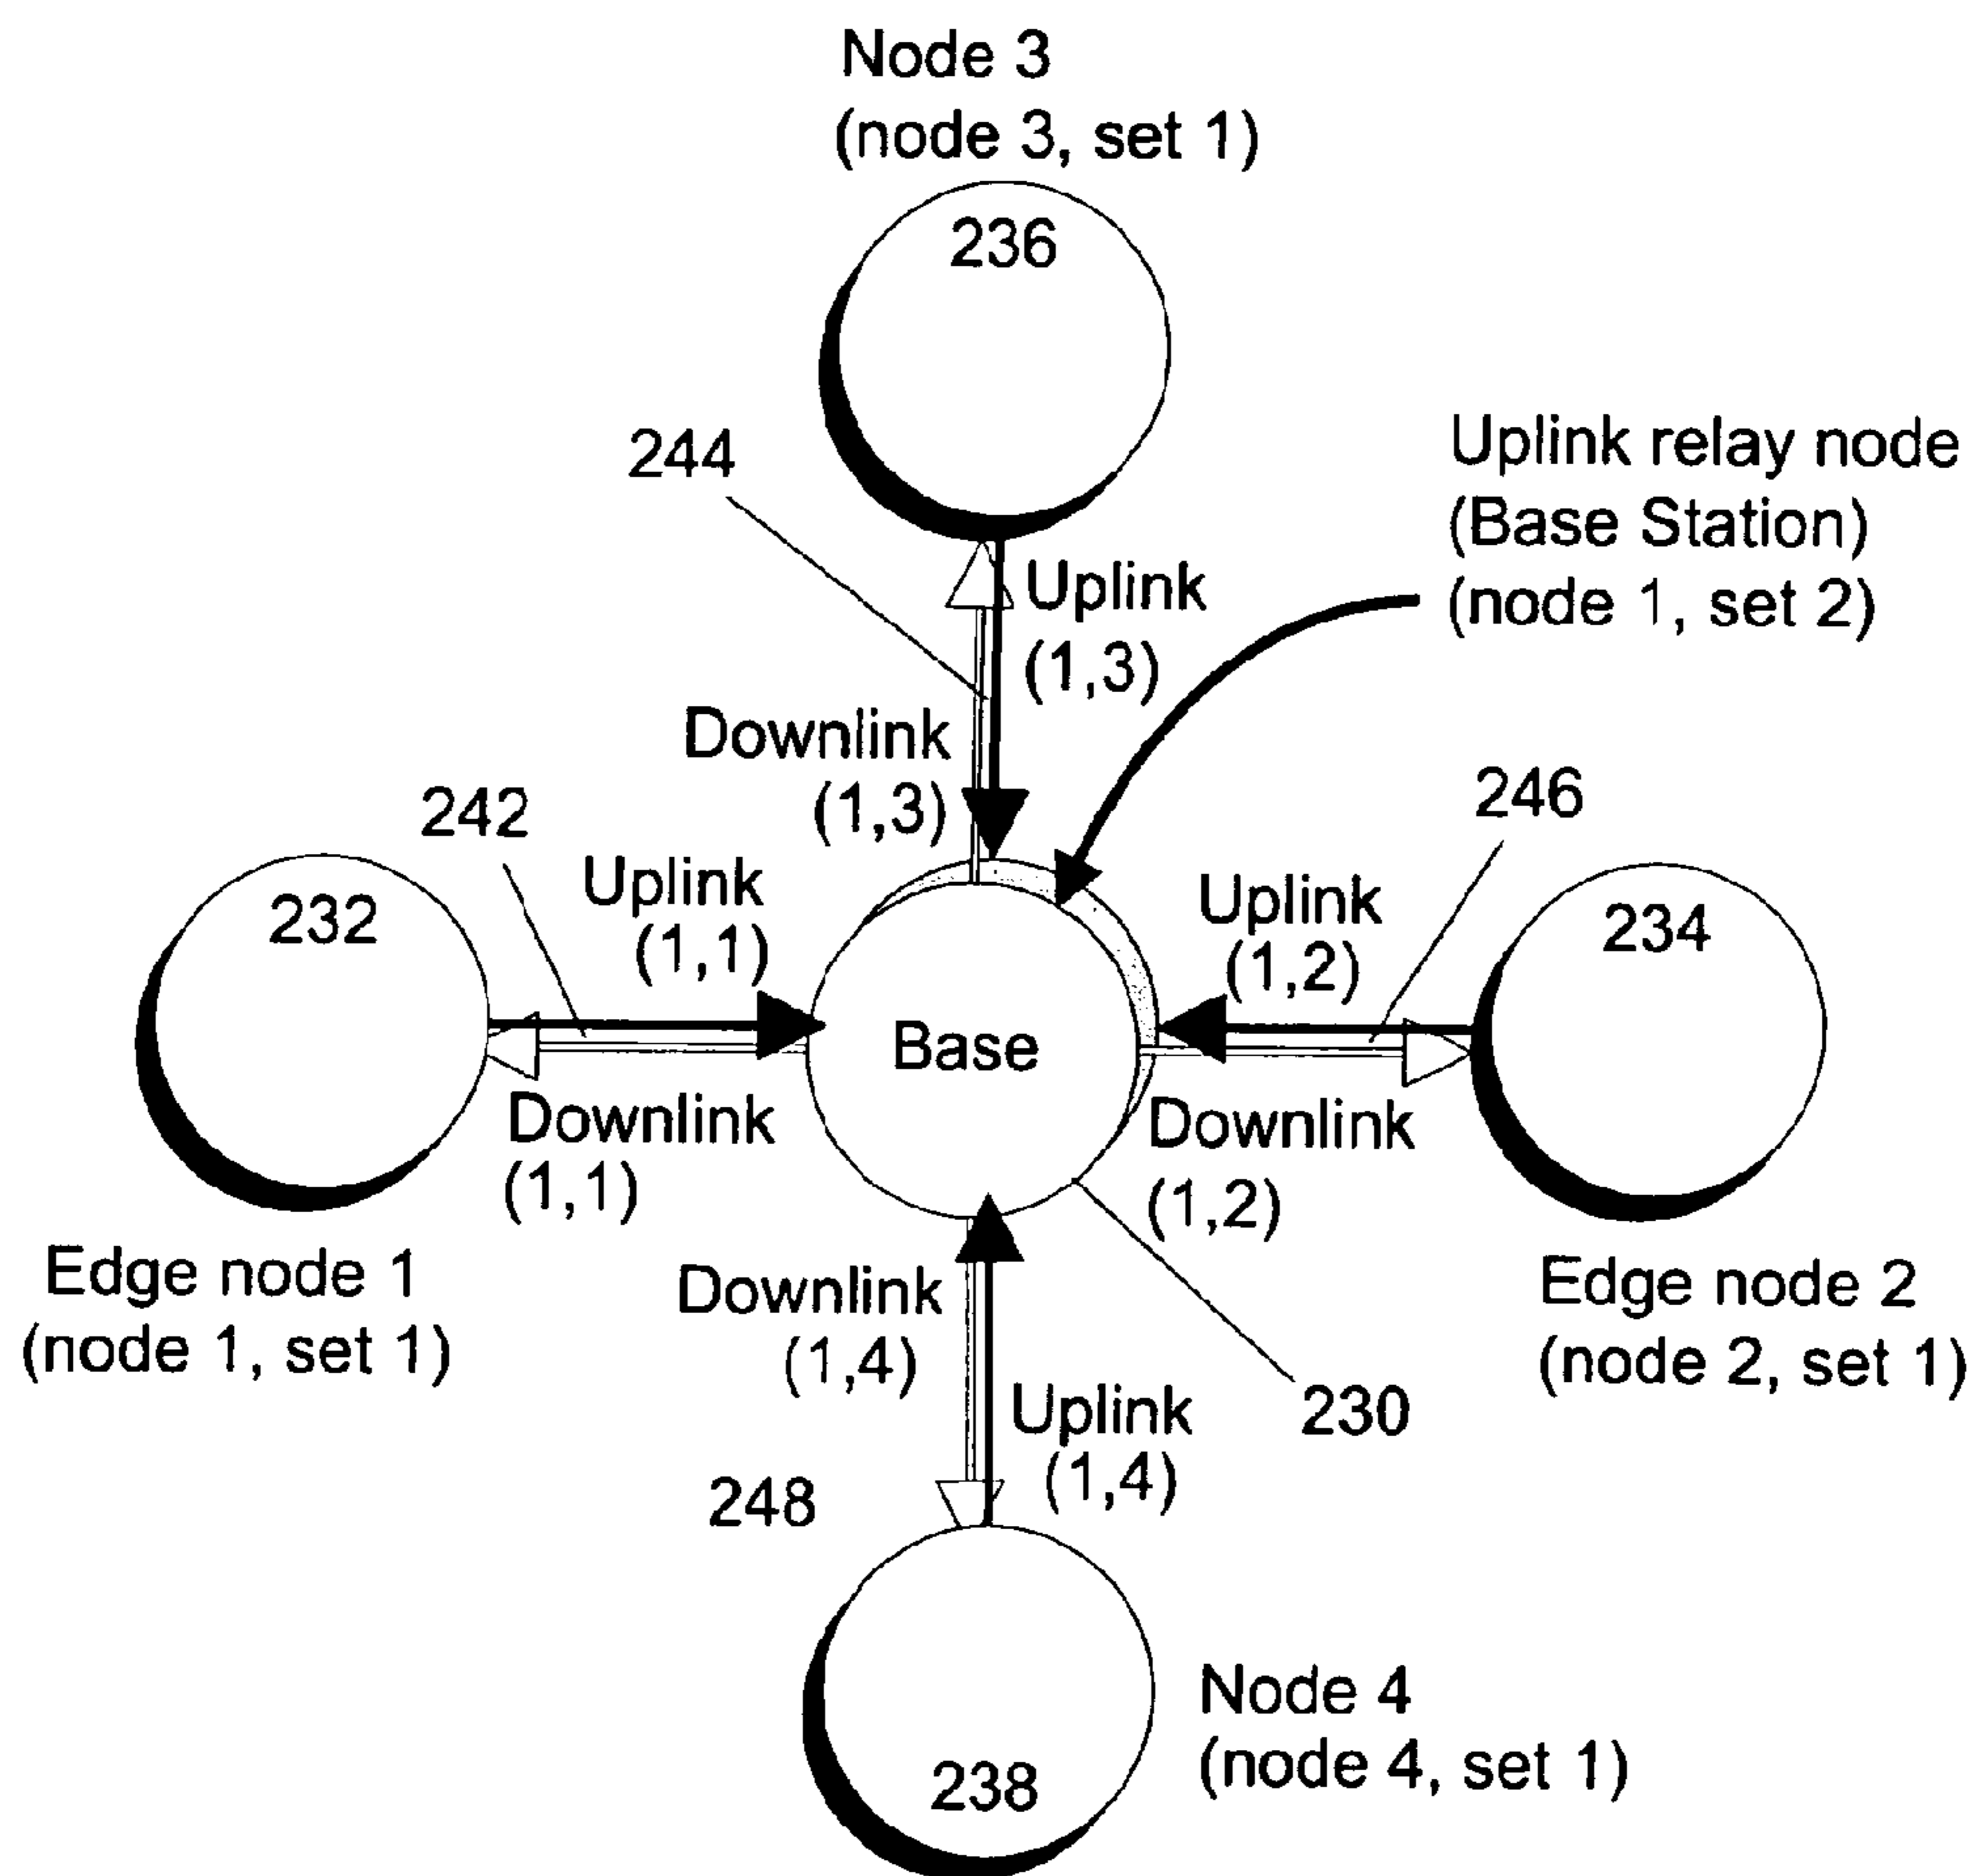 Node 3
(node 3, set 1)
236
244
Uplink relay node
(Base Station)
(node 1, set 2)
Uplink
(1,3)
Downlink
(1,3)
242
246
Uplink
(1,1)
Uplink
(1,2)
232
234
Base
Downlink
(1,1)
Downlink
(1,2)
Edge node 1
(node 1, set 1)
Edge node 2
(node 2, set 1)
Downlink
(1,4)
Uplink
(1,4)
230
248
Node 4
(node 4, set 1)
238